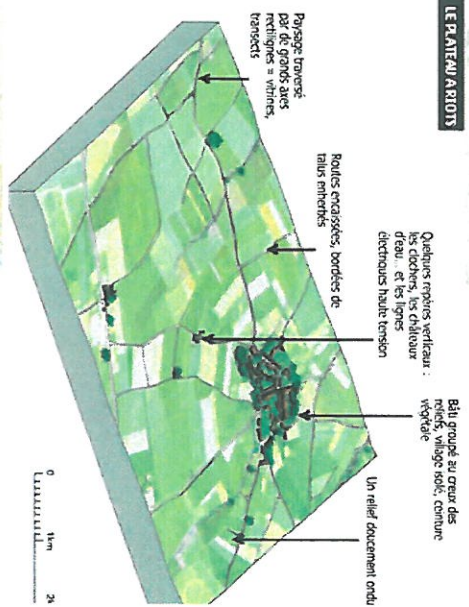 LE PLATEAU A RIOTS
Paysage traversé
par de grands axes
rectilignes = vitrines,
transects
Routes encaissées, bordées de
talus enherbés
Quelques repères verticaux :
les clochers, les châteaux
d'eau... et les lignes
électriques haute tension
Bâti groupé au creux des
reliefs, village isolé, ceinture
végétale
Un relief doucement ondu
0
1km